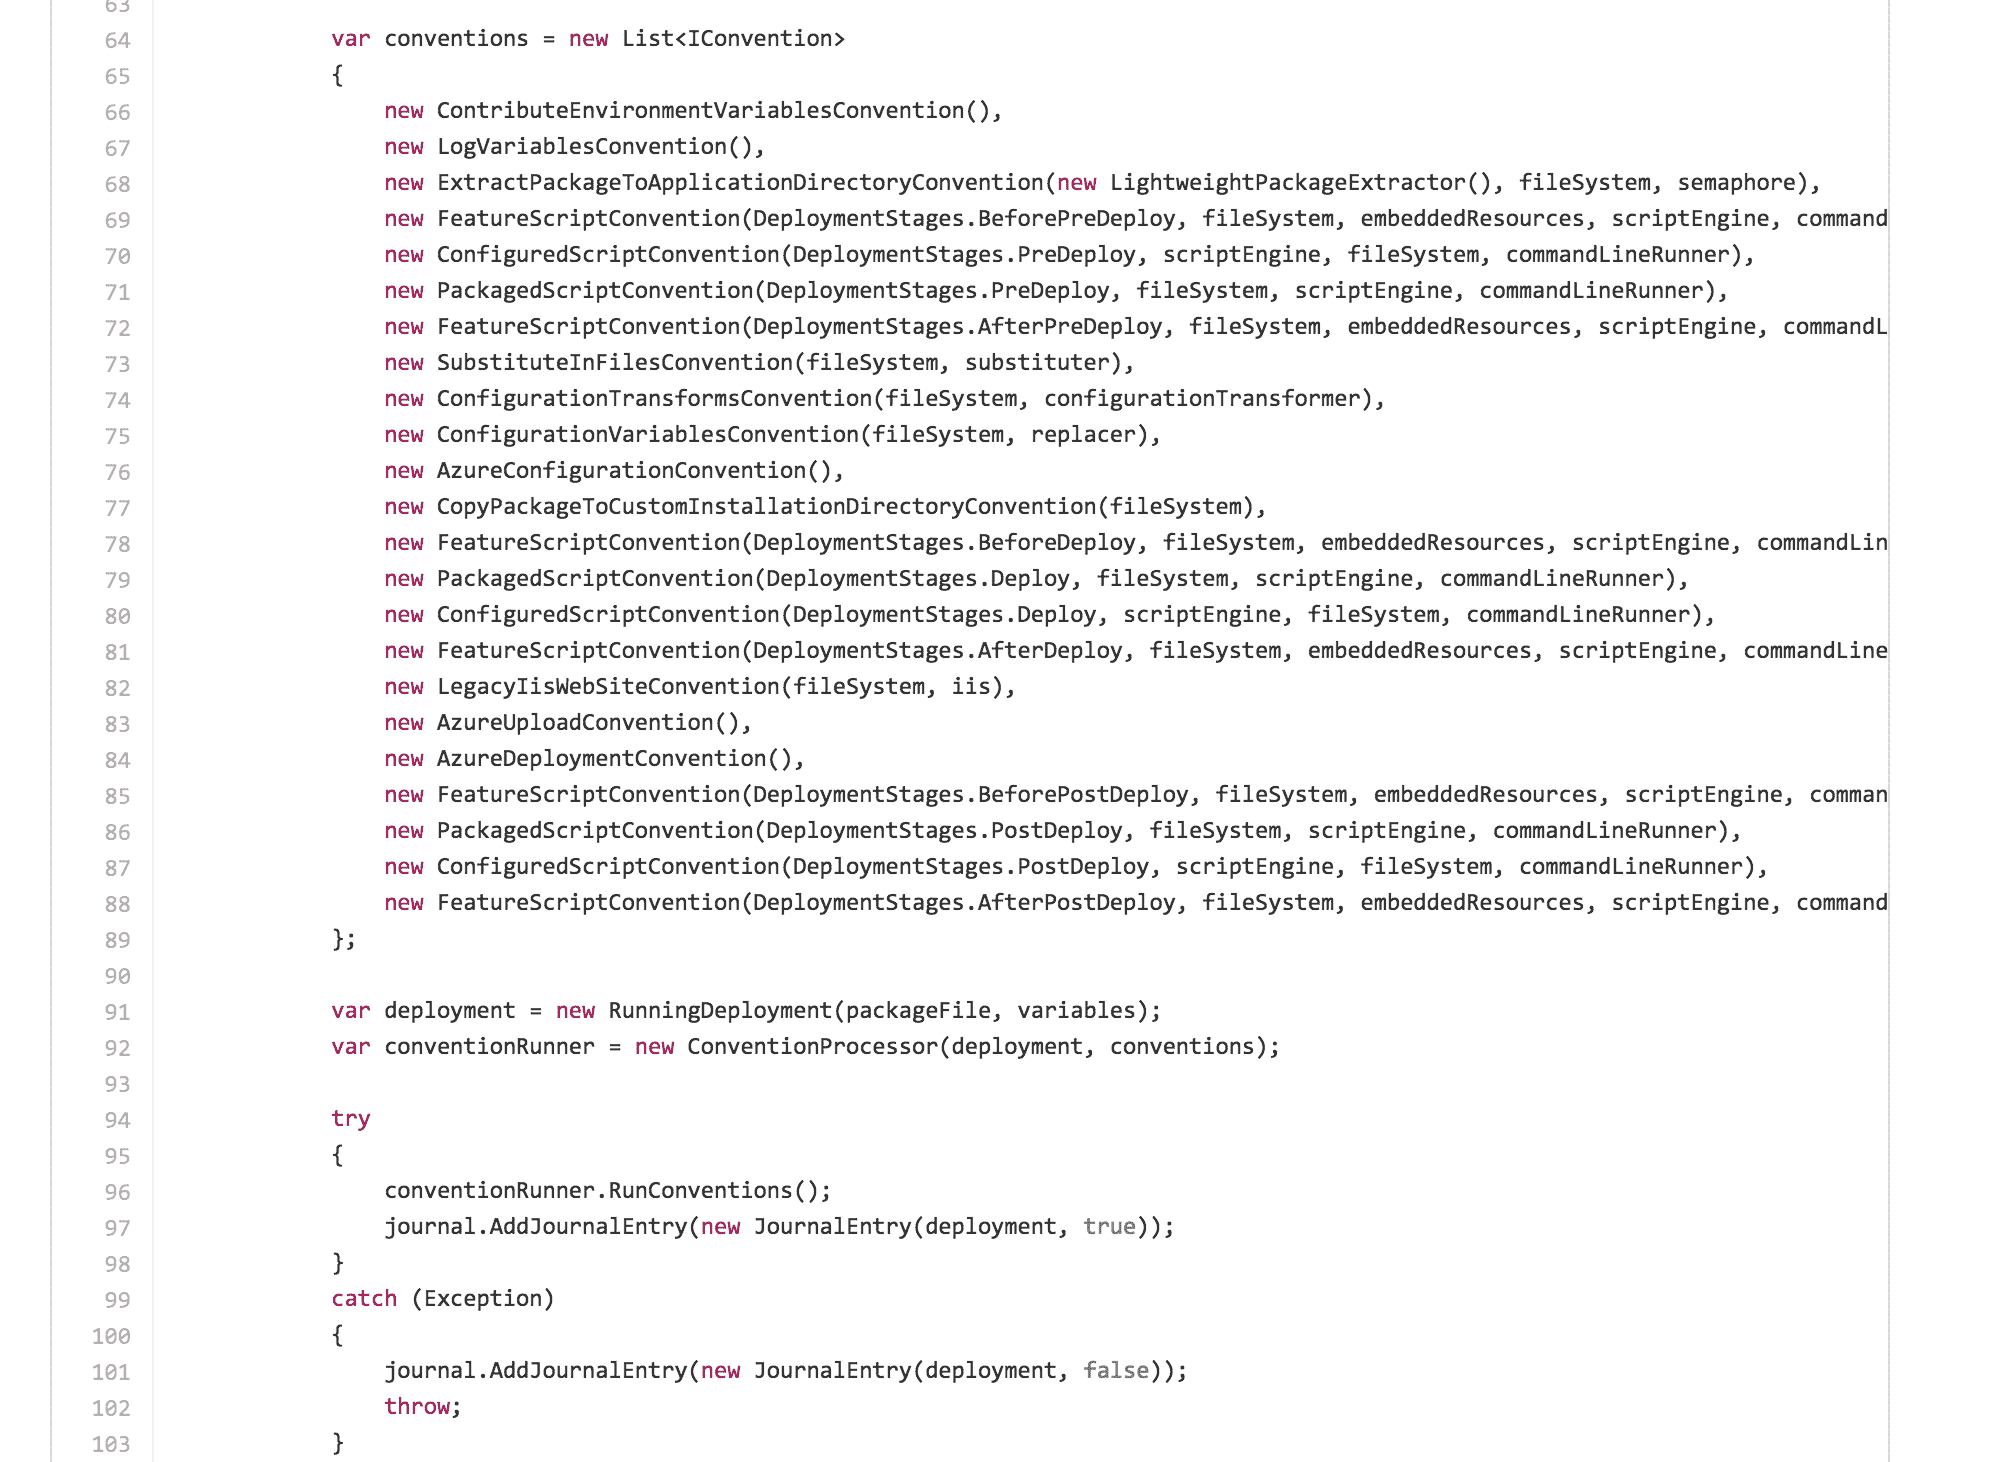 63
64 var conventions = new List<IConvention>
65 {
66 new ContributeEnvironmentVariablesConvention(),
67 new LogVariablesConvention(),
68 new ExtractPackageToApplicationDirectoryConvention(new LightweightPackageExtractor(), fileSystem, semaphore),
69 new FeatureScriptConvention(DeploymentStages.BeforePreDeploy, fileSystem, embeddedResources, scriptEngine, command
70 new ConfiguredScriptConvention(DeploymentStages.PreDeploy, scriptEngine, fileSystem, commandLineRunner),
71 new PackagedScriptConvention(DeploymentStages.PreDeploy, fileSystem, scriptEngine, commandLineRunner),
72 new FeatureScriptConvention(DeploymentStages.AfterPreDeploy, fileSystem, embeddedResources, scriptEngine, commandL
73 new SubstituteInFilesConvention(fileSystem, substituter),
74 new ConfigurationTransformsConvention(fileSystem, configurationTransformer),
75 new ConfigurationVariablesConvention(fileSystem, replacer),
76 new AzureConfigurationConvention(),
77 new CopyPackageToCustomInstallationDirectoryConvention(fileSystem),
78 new FeatureScriptConvention(DeploymentStages.BeforeDeploy, fileSystem, embeddedResources, scriptEngine, commandLin
79 new PackagedScriptConvention(DeploymentStages.Deploy, fileSystem, scriptEngine, commandLineRunner),
80 new ConfiguredScriptConvention(DeploymentStages.Deploy, scriptEngine, fileSystem, commandLineRunner),
81 new FeatureScriptConvention(DeploymentStages.AfterDeploy, fileSystem, embeddedResources, scriptEngine, commandLine
82 new LegacyIisWebSiteConvention(fileSystem, iis),
83 new AzureUploadConvention(),
84 new AzureDeploymentConvention(),
85 new FeatureScriptConvention(DeploymentStages.BeforePostDeploy, fileSystem, embeddedResources, scriptEngine, comman
86 new PackagedScriptConvention(DeploymentStages.PostDeploy, fileSystem, scriptEngine, commandLineRunner),
87 new ConfiguredScriptConvention(DeploymentStages.PostDeploy, scriptEngine, fileSystem, commandLineRunner),
88 new FeatureScriptConvention(DeploymentStages.AfterPostDeploy, fileSystem, embeddedResources, scriptEngine, command
89 };
90
91 var deployment = new RunningDeployment(packageFile, variables);
92 var conventionRunner = new ConventionProcessor(deployment, conventions);
93
94 try
95 {
96 conventionRunner.RunConventions();
97 journal.AddJournalEntry(new JournalEntry(deployment, true));
98 }
99 catch (Exception)
100 {
101 journal.AddJournalEntry(new JournalEntry(deployment, false));
102 throw;
103 }